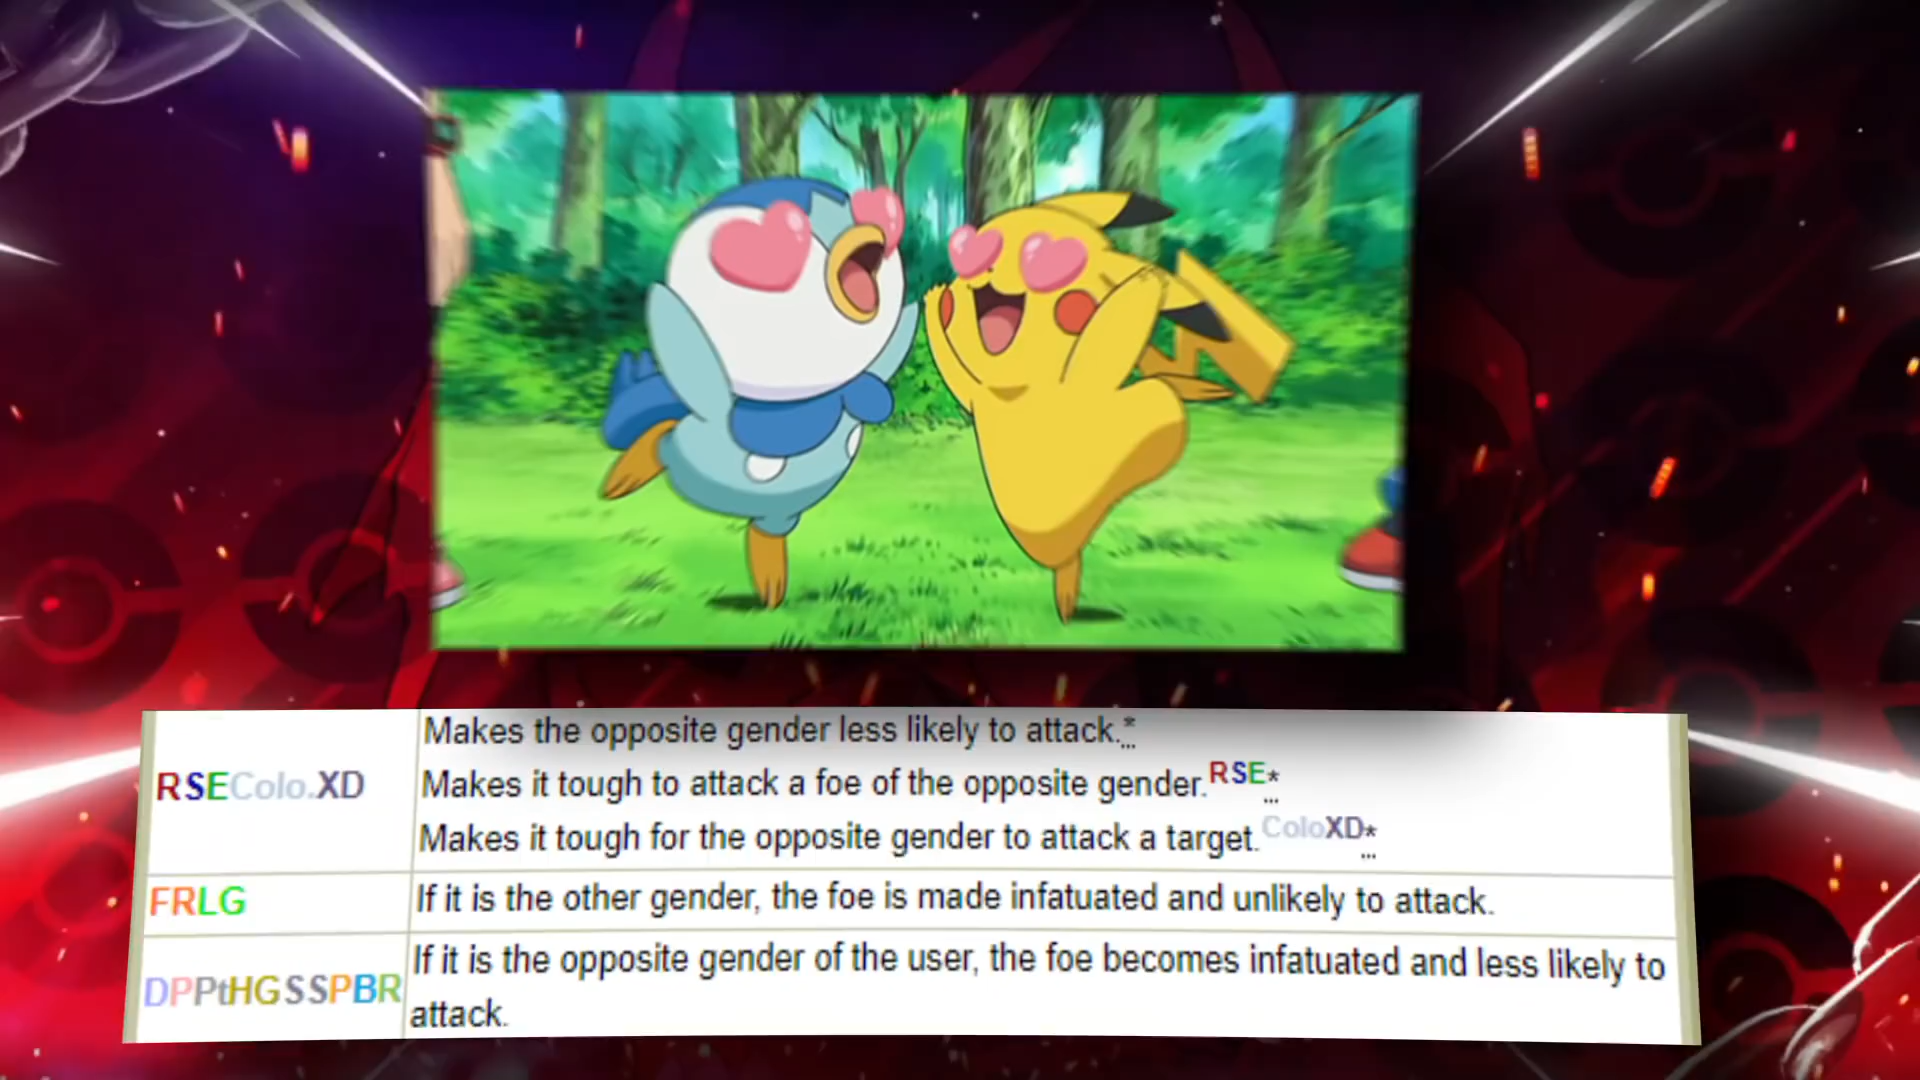 Makes the opposite gender less likely to attack.*
RSEColo.XD
Makes it tough to attack a foe of the opposite gender.RSE*
Makes it tough for the opposite gender to attack a target.ColoXD*
FRLG
If it is the other gender, the foe is made infatuated and unlikely to attack.
DPPtHGSSPBR
If it is the opposite gender of the user, the foe becomes infatuated and less likely to
attack.